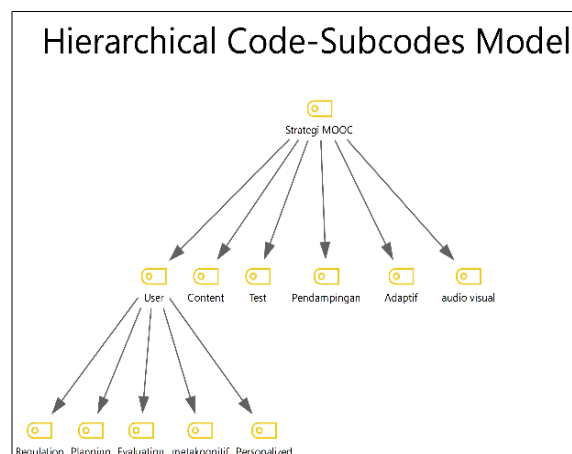 Hierarchical Code-Subcodes Model
Strategi MOOC
User Content Test Pendampingan Adaptif audio visual
Regulation Planning Evaluation metakognitif Personalized